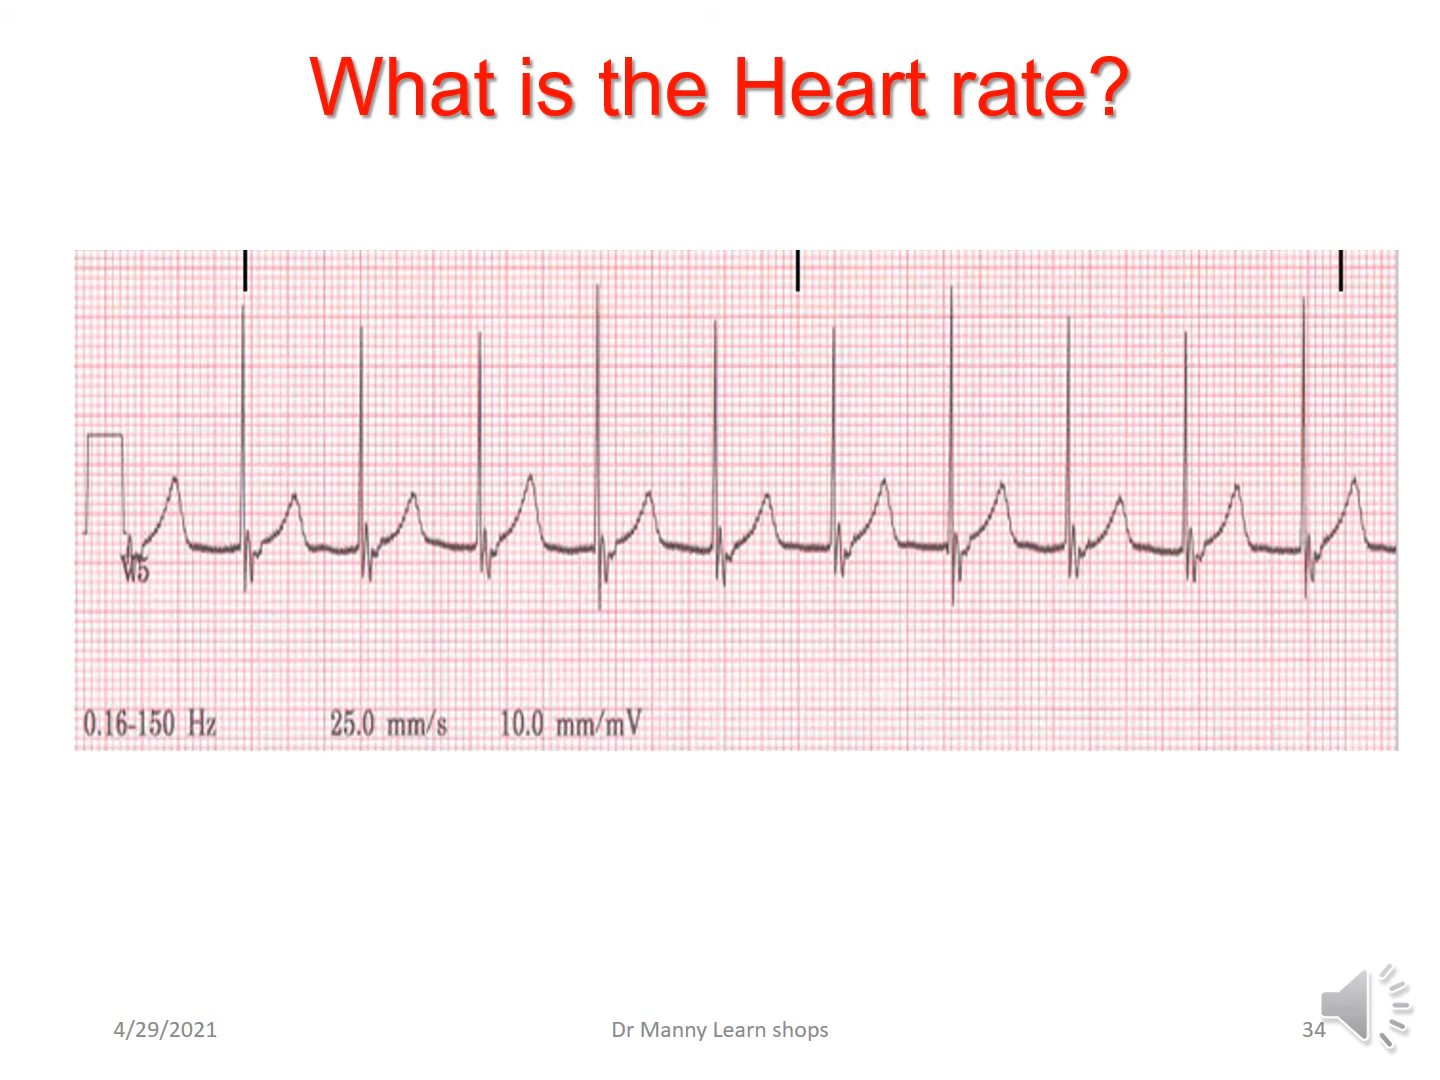 What is the Heart rate?
V5
0.16-150 Hz 25.0 mm/s 10.0 mm/mV
4/29/2021 Dr Manny Learn shops 34